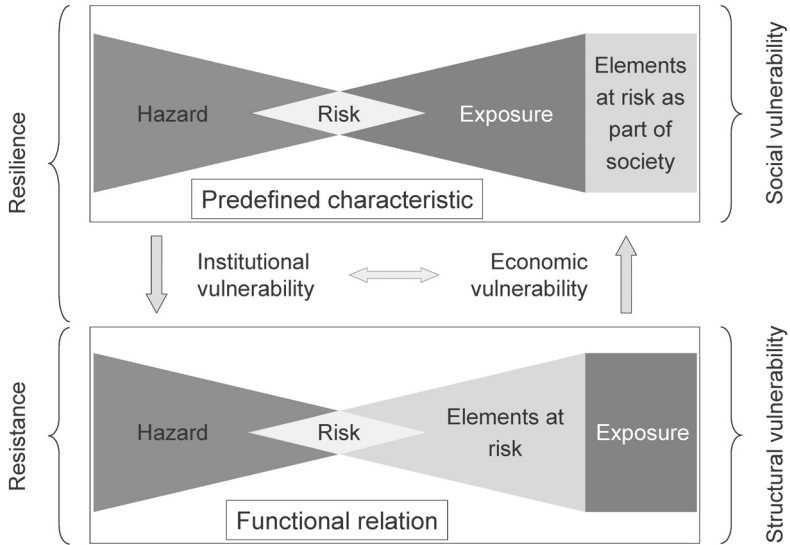 Resilience
Hazard
Risk
Exposure
Elements
at risk as
part of
society
Predefined characteristic
Social vulnerability
Institutional
vulnerability
Economic
vulnerability
Resistance
Hazard
Risk
Elements at
risk
Exposure
Functional relation
Structural vulnerability